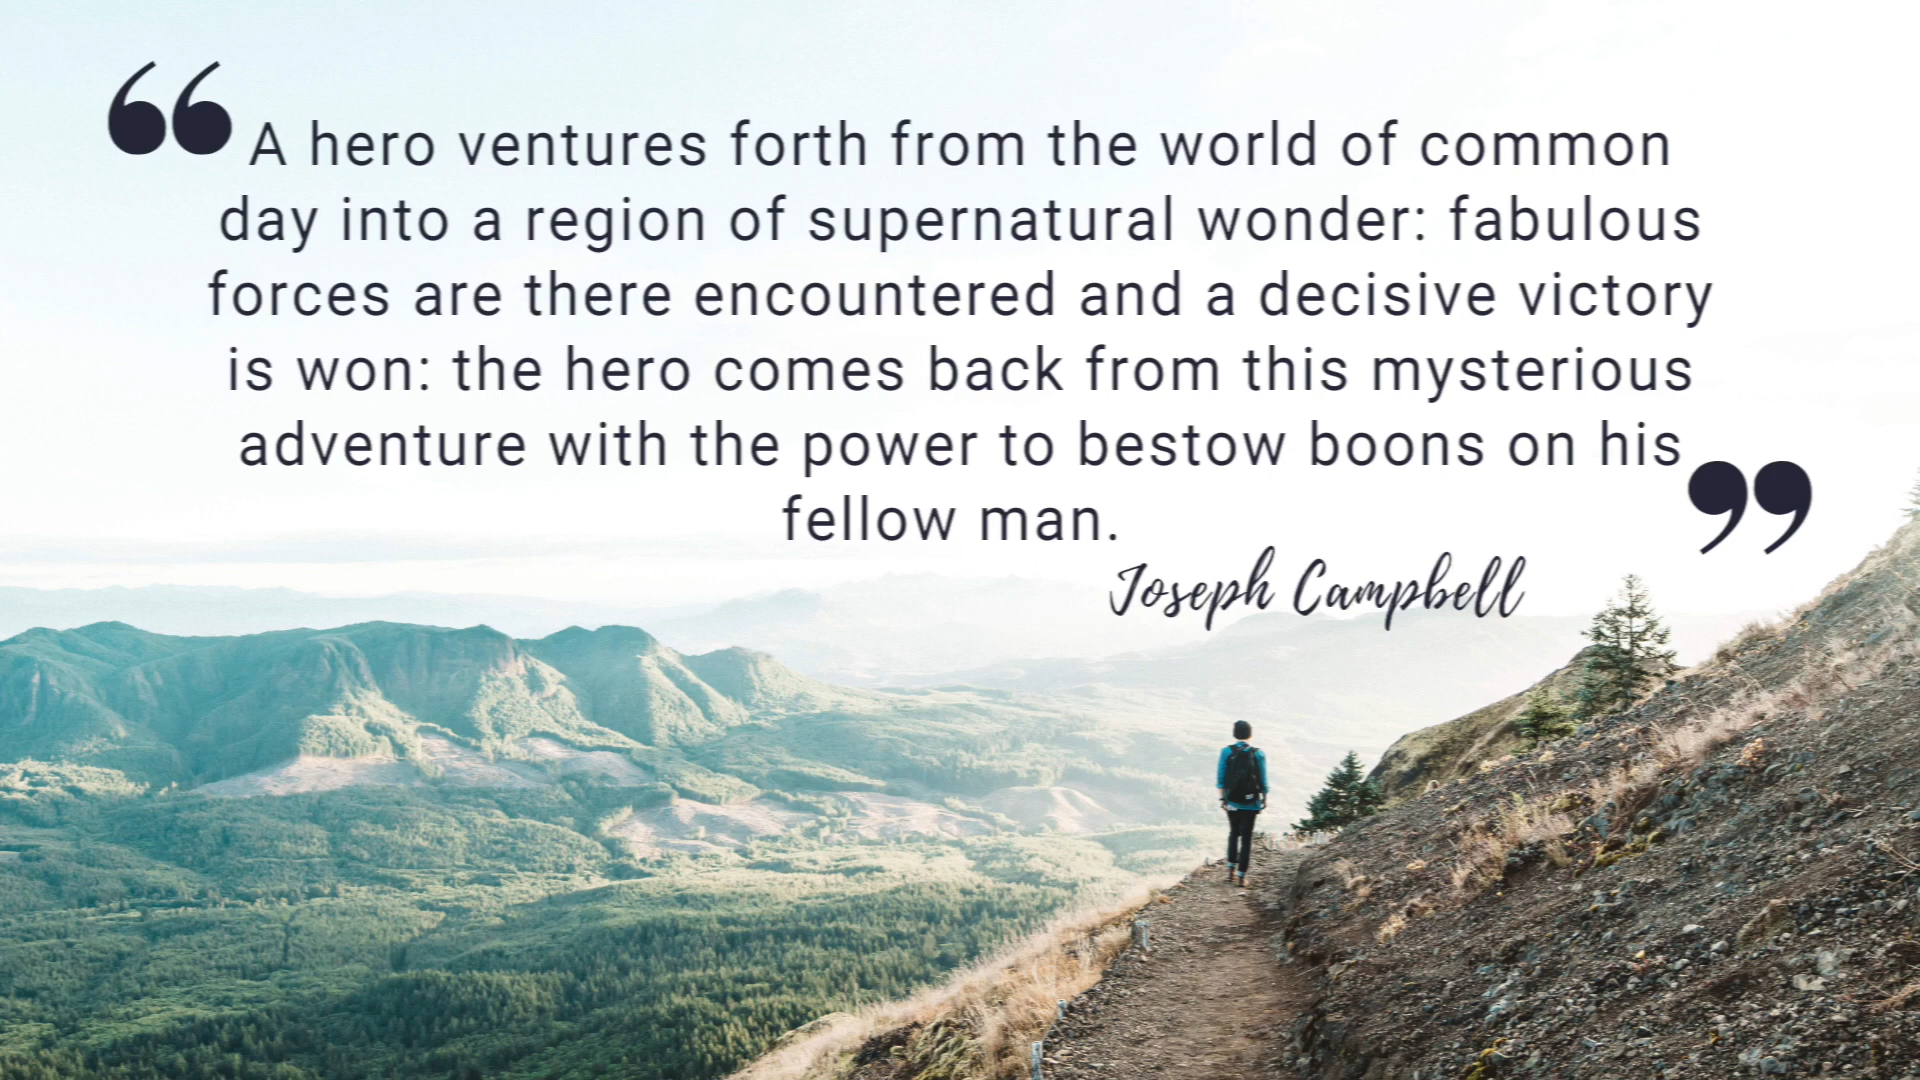 “A hero ventures forth from the world of common
day into a region of supernatural wonder: fabulous
forces are there encountered and a decisive victory
is won: the hero comes back from this mysterious
adventure with the power to bestow boons on his
fellow man.”
Joseph Campbell